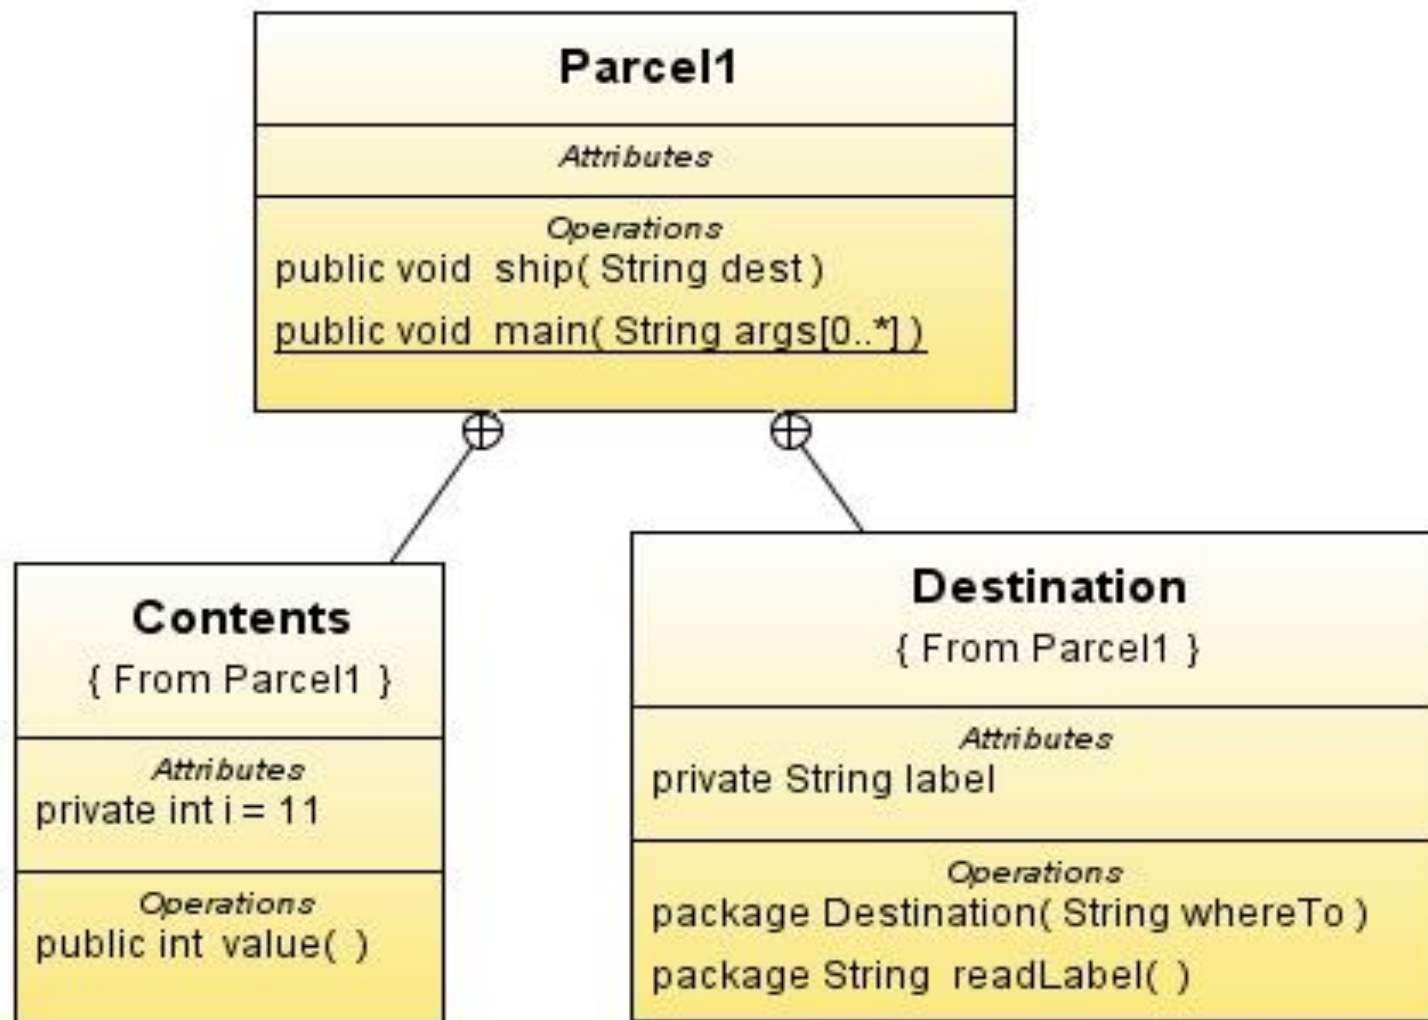 Parcel1
Attributes
Operations
public void ship( String dest )
public void main( String args[0..*] )
Contents
{ From Parcel1 }
Attributes
private int i = 11
Operations
public int value( )
Destination
{ From Parcel1 }
Attributes
private String label
Operations
package Destination( String whereTo )
package String readLabel( )